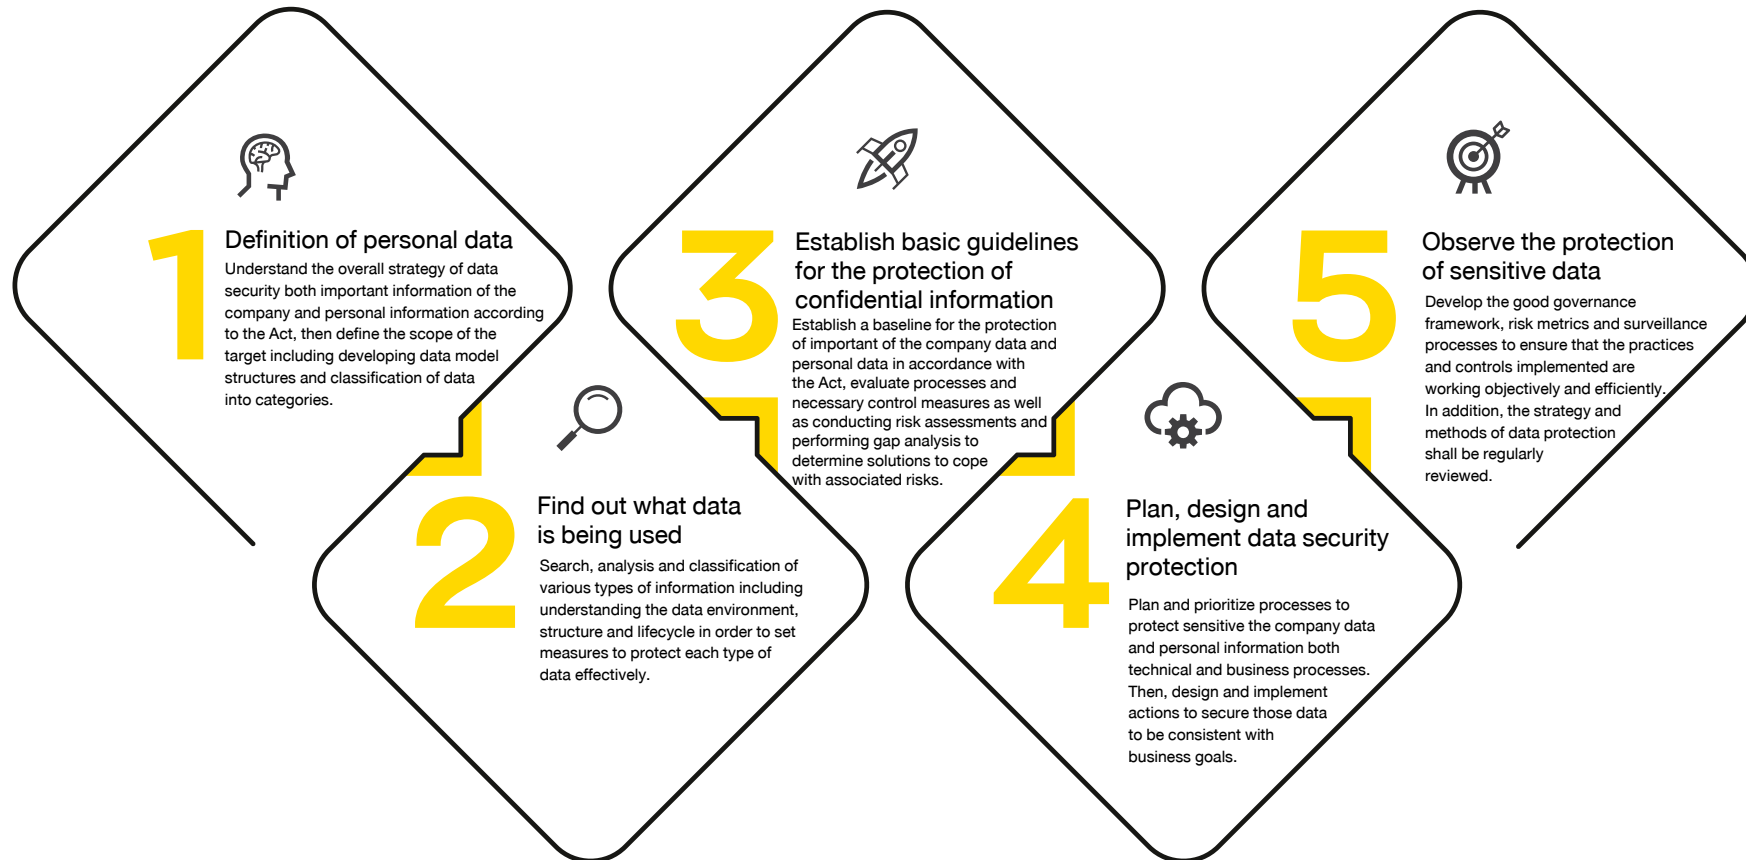 1
Definition of personal data
Understand the overall strategy of data
security both important information of the
company and personal information according
to the Act, then define the scope of the
target including developing data model
structures and classification of data
into categories.
2
Find out what data
is being used
Search, analysis and classification of
various types of information including
understanding the data environment,
structure and lifecycle in order to set
measures to protect each type of
data effectively.
3
Establish basic guidelines
for the protection of
confidential information
Establish a baseline for the protection
of important of the company data and
personal data in accordance with
the Act, evaluate processes and
necessary control measures as well
as conducting risk assessments and
performing gap analysis to
determine solutions to cope
with associated risks.
4
Plan, design and
implement data security
protection
Plan and prioritize processes to
protect sensitive the company data
and personal information both
technical and business processes.
Then, design and implement
actions to secure those data
to be consistent with
business goals.
5
Observe the protection
of sensitive data
Develop the good governance
framework, risk metrics and surveillance
processes to ensure that the practices
and controls implemented are
working objectively and efficiently.
In addition, the strategy and
methods of data protection
shall be regularly
reviewed.